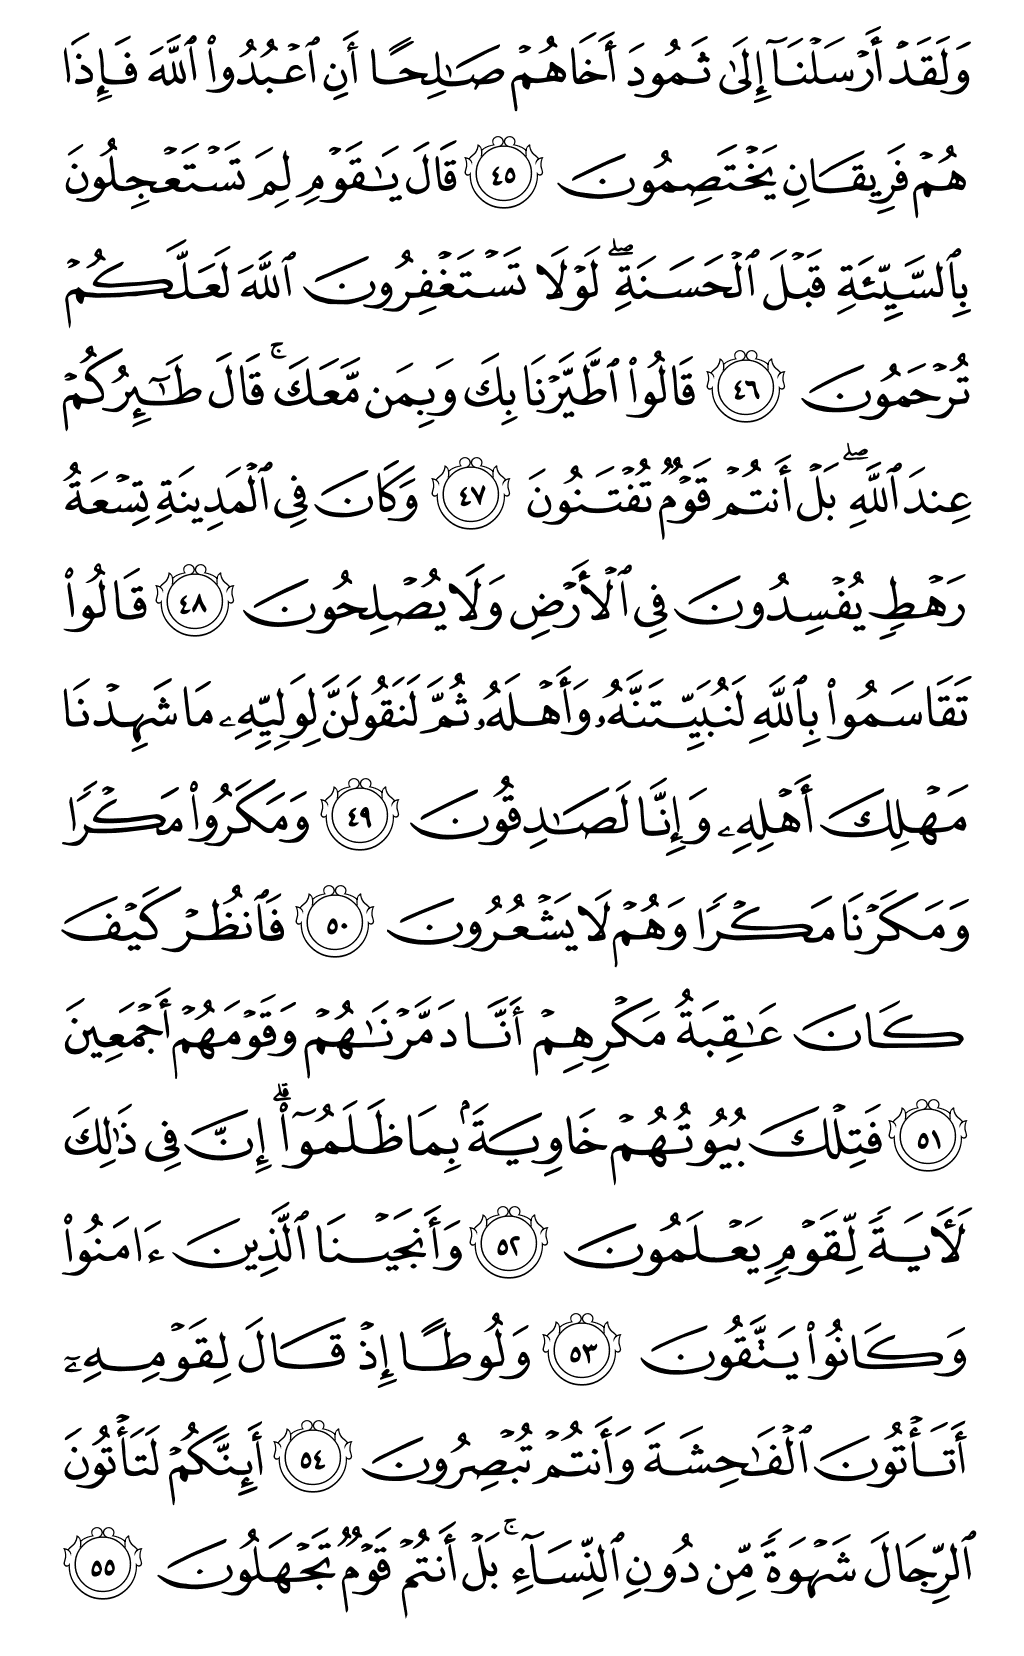 وَلَقَدْ أَرْسَلْنَآ إِلَىٰ ثَمُودَ أَخَاهُمْ صَـٰلِحًا أَنِ ٱعْبُدُوا۟ ٱللَّهَ فَإِذَا
هُمْ فَرِيقَانِ يَخْتَصِمُونَ ٤٥ قَالَ يَـٰقَوْمِ لِمَ تَسْتَعْجِلُونَ
بِٱلسَّيِّئَةِ قَبْلَ ٱلْحَسَنَةِ ۖ لَوْلَا تَسْتَغْفِرُونَ ٱللَّهَ لَعَلَّكُمْ
تُرْحَمُونَ ٤٦ قَالُوا۟ ٱطَّيَّرْنَا بِكَ وَبِمَن مَّعَكَ ۚ قَالَ طَـٰٓئِرُكُمْ
عِندَ ٱللَّهِ ۖ بَلْ أَنتُمْ قَوْمٌ تُفْتَنُونَ ٤٧ وَكَانَ فِى ٱلْمَدِينَةِ تِسْعَةُ
رَهْطٍ يُفْسِدُونَ فِى ٱلْأَرْضِ وَلَا يُصْلِحُونَ ٤٨ قَالُوا۟
تَقَاسَمُوا۟ بِٱللَّهِ لَنُبَيِّتَنَّهُۥ وَأَهْلَهُۥ ثُمَّ لَنَقُولَنَّ لِوَلِيِّهِۦ مَا شَهِدْنَا
مَهْلِكَ أَهْلِهِۦ وَإِنَّا لَصَـٰدِقُونَ ٤٩ وَمَكَرُوا۟ مَكْرًا
وَمَكَرْنَا مَكْرًا وَهُمْ لَا يَشْعُرُونَ ٥٠ فَٱنظُرْ كَيْفَ
كَانَ عَـٰقِبَةُ مَكْرِهِمْ أَنَّا دَمَّرْنَـٰهُمْ وَقَوْمَهُمْ أَجْمَعِينَ
٥١ فَتِلْكَ بُيُوتُهُمْ خَاوِيَةًۢ بِمَا ظَلَمُوٓا۟ ۗ إِنَّ فِى ذَٰلِكَ
لَـَٔايَةً لِّقَوْمٍ يَعْلَمُونَ ٥٢ وَأَنجَيْنَا ٱلَّذِينَ ءَامَنُوا۟
وَكَانُوا۟ يَتَّقُونَ ٥٣ وَلُوطًا إِذْ قَالَ لِقَوْمِهِۦٓ
أَتَأْتُونَ ٱلْفَـٰحِشَةَ وَأَنتُمْ تُبْصِرُونَ ٥٤ أَئِنَّكُمْ لَتَأْتُونَ
ٱلرِّجَالَ شَهْوَةً مِّن دُونِ ٱلنِّسَآءِ ۚ بَلْ أَنتُمْ قَوْمٌ تَجْهَلُونَ ٥٥